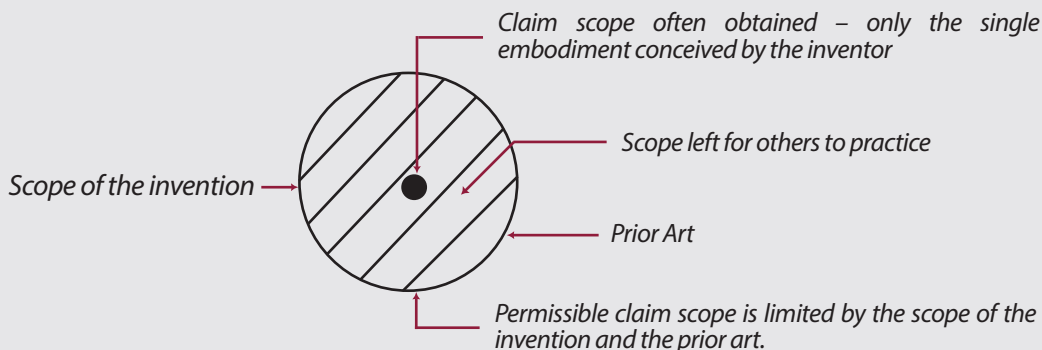 Claim scope often obtained – only the single
embodiment conceived by the inventor
Scope left for others to practice
Scope of the invention
Prior Art
Permissible claim scope is limited by the scope of the
invention and the prior art.